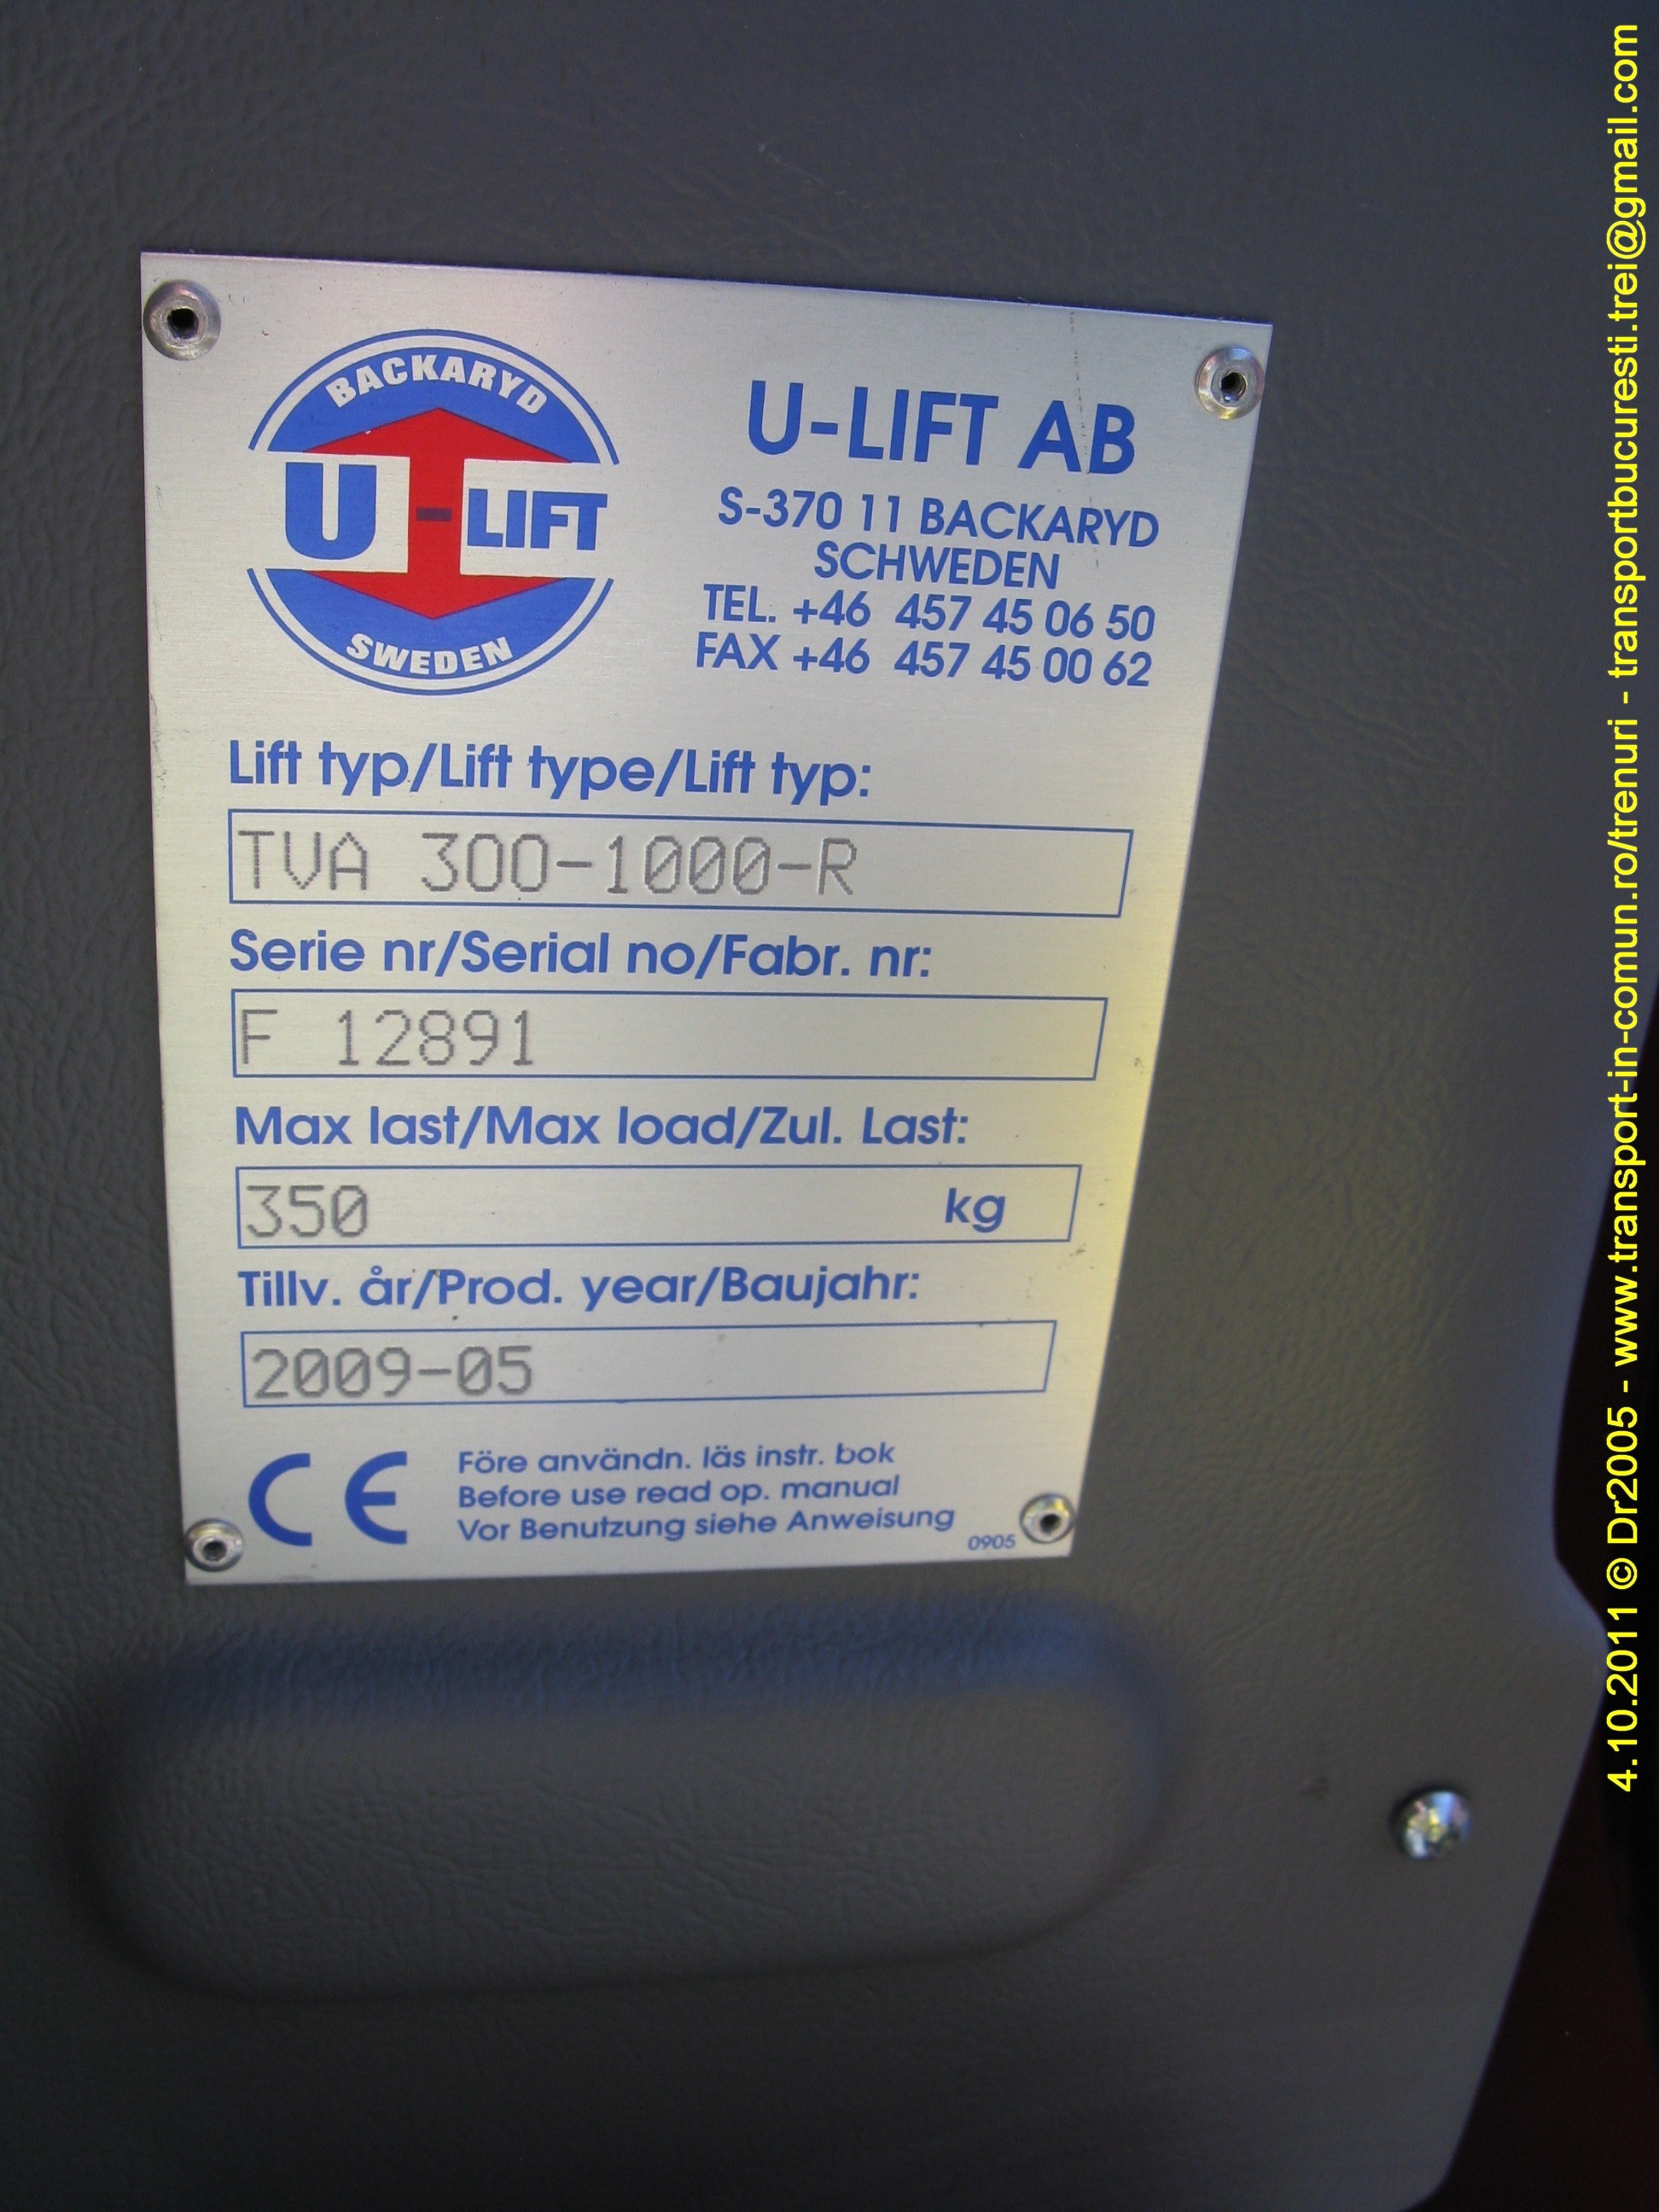 BACKARYD
U-LIFT
SWEDEN
U-LIFT AB
S-370 11 BACKARYD
SCHWEDEN
TEL. +46 457 45 06 50
FAX +46 457 45 00 62
Lift typ/Lift type/Lift typ:
TVA 300-1000-R
Serie nr/Serial no/Fabr. nr:
F 12891
Max last/Max load/Zul. Last:
350 kg
Tillv. år/Prod. year/Baujahr:
2009-05
CE
Före användn. läs instr. bok
Before use read op. manual
Vor Benutzung siehe Anweisung
0905
4.10.2011 © Dr2005 - www.transport-in-comun.ro/trenuri - transportbucuresti.trei@gmail.com